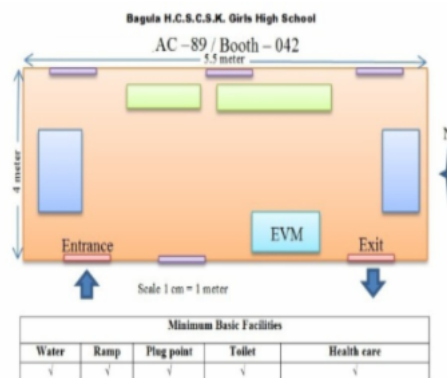 Bagula H.C.S.C.S.K. Girls High School
AC –89 / Booth – 042
5.5 meter
4 meter
N
EVM
Entrance
Exit
Scale 1 cm = 1 meter
Minimum Basic Facilities
Water Ramp Plug point Toilet Health care
√ √ √ √ √